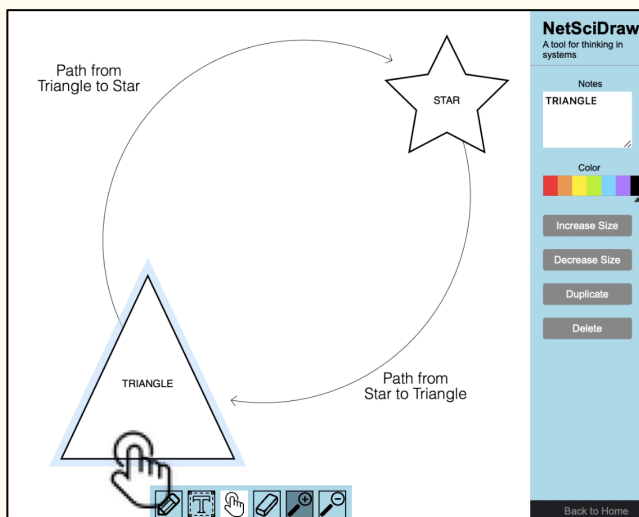 Path from
Triangle to Star
STAR
TRIANGLE
Path from
Star to Triangle
NetSciDraw
A tool for thinking in
systems
Notes
TRIANGLE
Color
Increase Size
Decrease Size
Duplicate
Delete
T
Back to Home